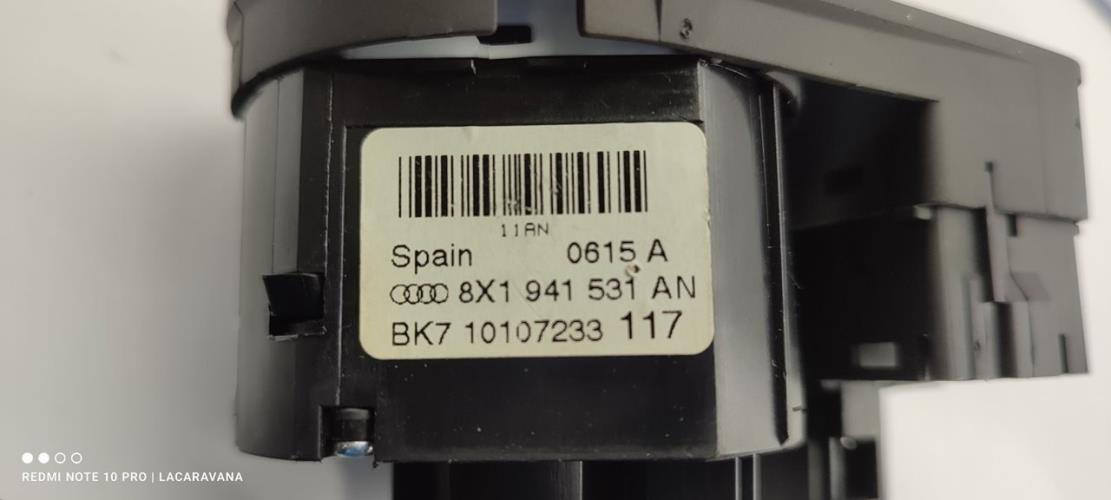 11AN
Spain 0615 A
8X1 941 531 AN
BK7 10107233 117
REDMI NOTE 10 PRO | LACARAVANA